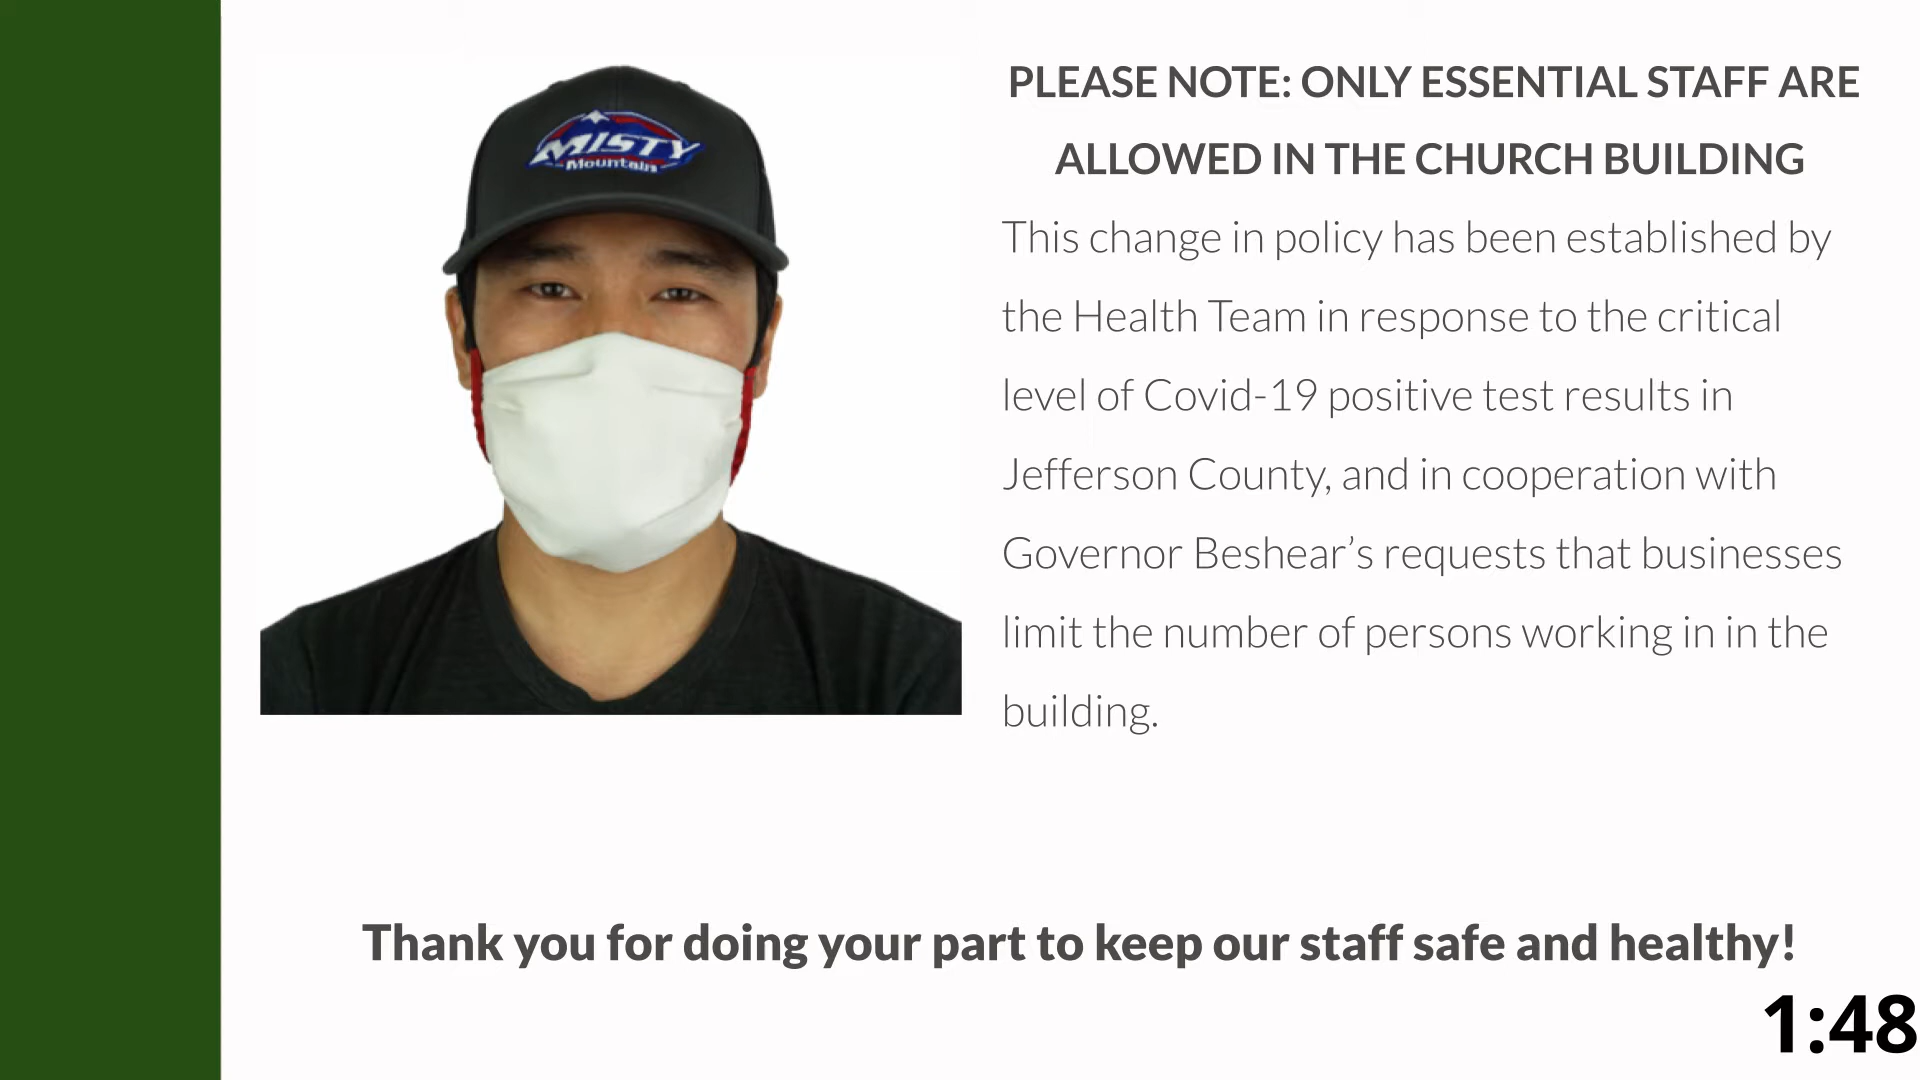 MISTY
Mountain
PLEASE NOTE: ONLY ESSENTIAL STAFF ARE
ALLOWED IN THE CHURCH BUILDING
This change in policy has been established by
the Health Team in response to the critical
level of Covid-19 positive test results in
Jefferson County, and in cooperation with
Governor Beshear’s requests that businesses
limit the number of persons working in in the
building.
Thank you for doing your part to keep our staff safe and healthy!
1:48